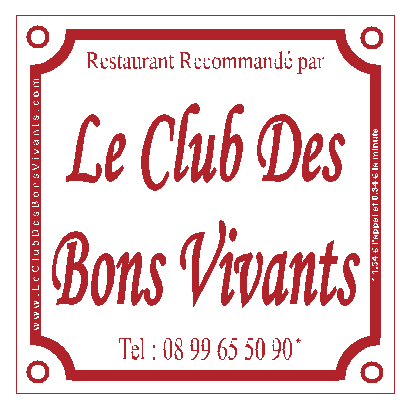 Restaurant Recommandé par
Le Club Des
Bons Vivants
Tel : 08 99 65 50 90*
www.LeClubDesBonsVivants.com
* 1.34 € l'appel et 0.34 € la minute